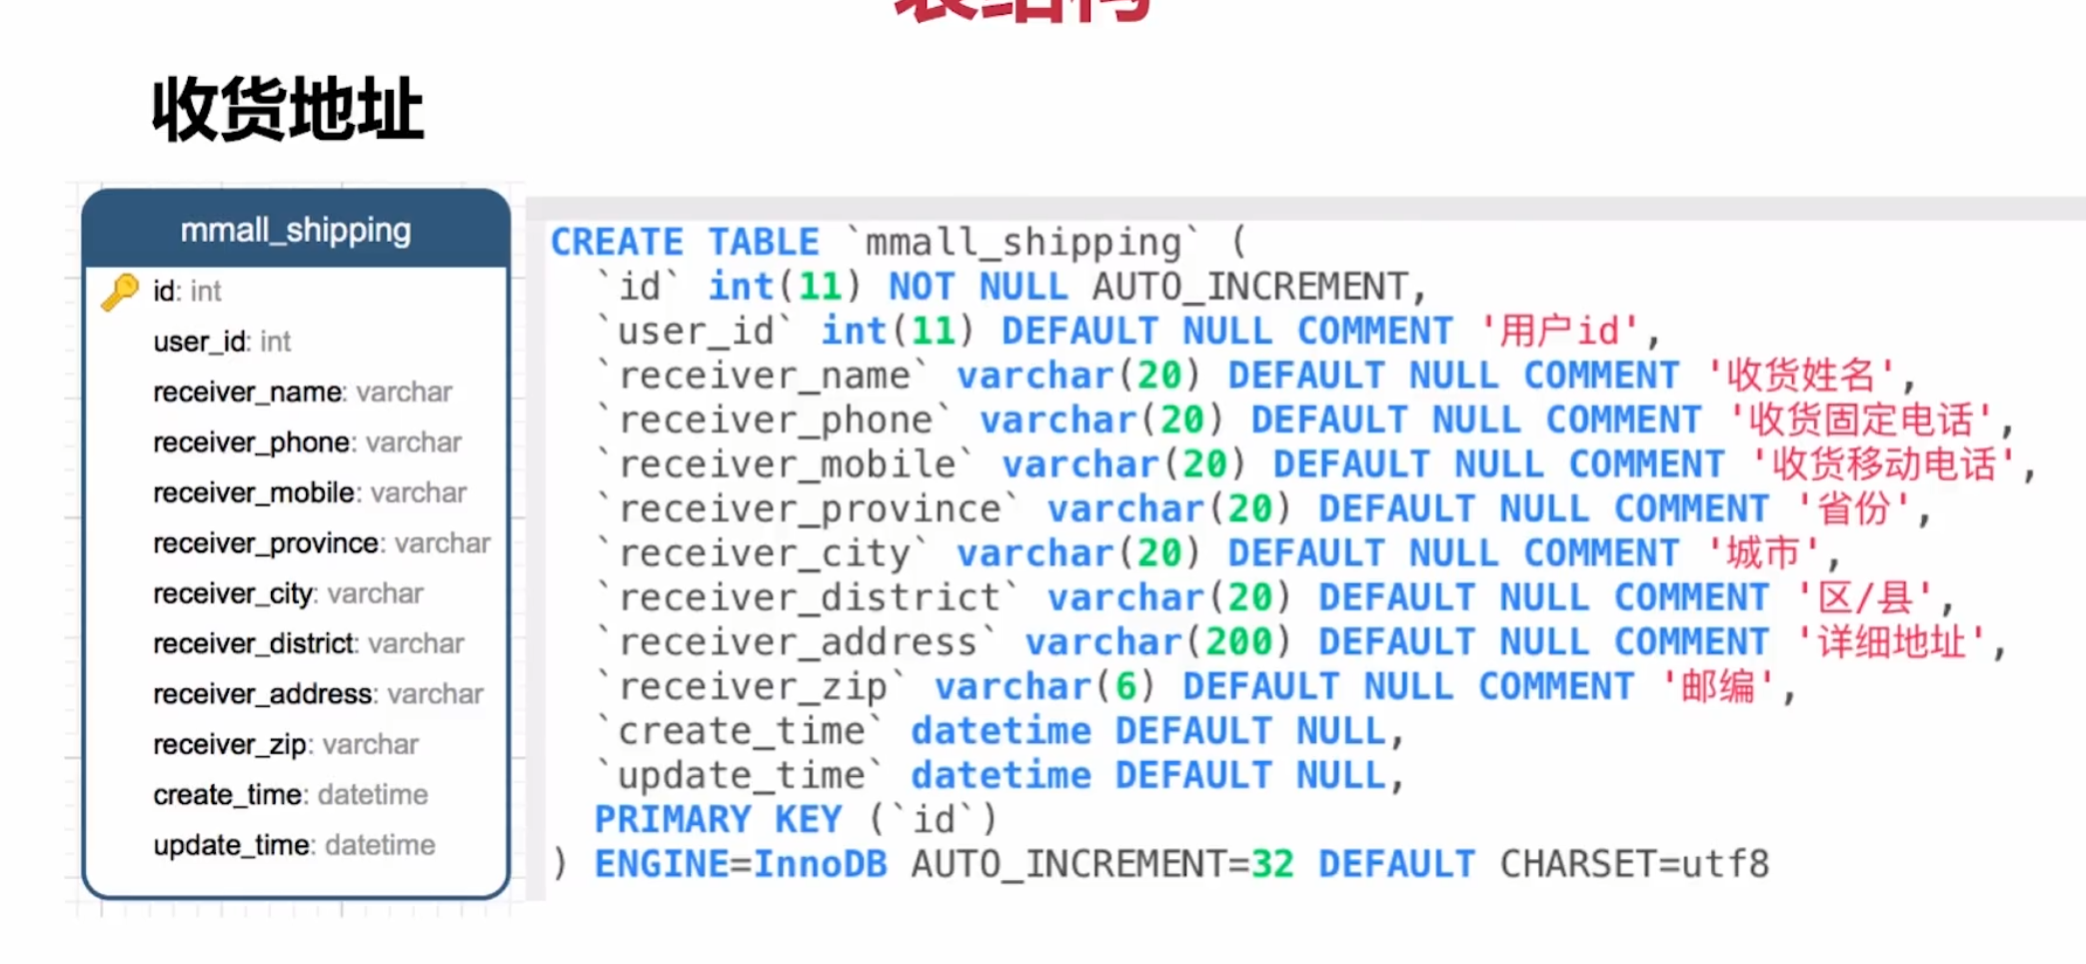 表结构
收货地址
mmall_shipping
id: int
user_id: int
receiver_name: varchar
receiver_phone: varchar
receiver_mobile: varchar
receiver_province: varchar
receiver_city: varchar
receiver_district: varchar
receiver_address: varchar
receiver_zip: varchar
create_time: datetime
update_time: datetime
CREATE TABLE `mmall_shipping` (
  `id` int(11) NOT NULL AUTO_INCREMENT,
  `user_id` int(11) DEFAULT NULL COMMENT '用户id',
  `receiver_name` varchar(20) DEFAULT NULL COMMENT '收货姓名',
  `receiver_phone` varchar(20) DEFAULT NULL COMMENT '收货固定电话',
  `receiver_mobile` varchar(20) DEFAULT NULL COMMENT '收货移动电话',
  `receiver_province` varchar(20) DEFAULT NULL COMMENT '省份',
  `receiver_city` varchar(20) DEFAULT NULL COMMENT '城市',
  `receiver_district` varchar(20) DEFAULT NULL COMMENT '区/县',
  `receiver_address` varchar(200) DEFAULT NULL COMMENT '详细地址',
  `receiver_zip` varchar(6) DEFAULT NULL COMMENT '邮编',
  `create_time` datetime DEFAULT NULL,
  `update_time` datetime DEFAULT NULL,
  PRIMARY KEY (`id`)
) ENGINE=InnoDB AUTO_INCREMENT=32 DEFAULT CHARSET=utf8